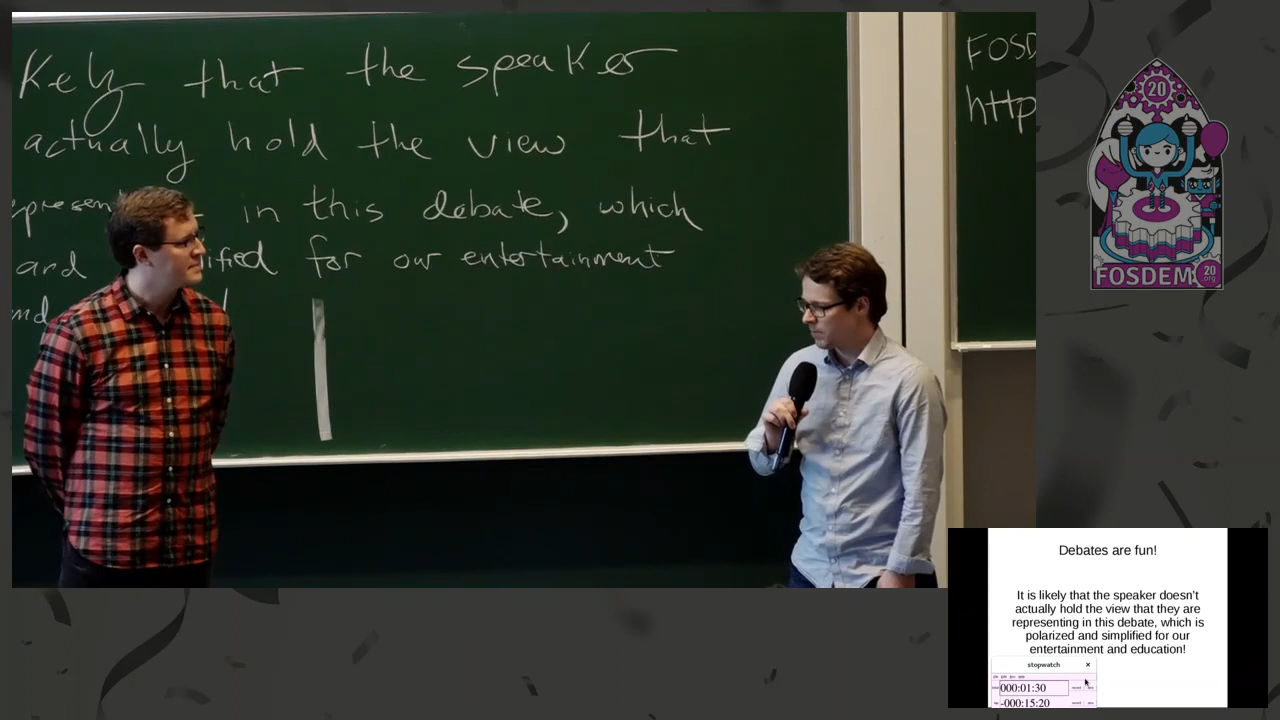 Kely that the speaker
actually hold the view that
in this debate, which
ard ified for our entertainment
FOSD
http
20
FOSDEM
20
.org
Debates are fun!
It is likely that the speaker doesn't
actually hold the view that they are
representing in this debate, which is
polarized and simplified for our
entertainment and education!
stopwatch
000:01:30
-000:15:20